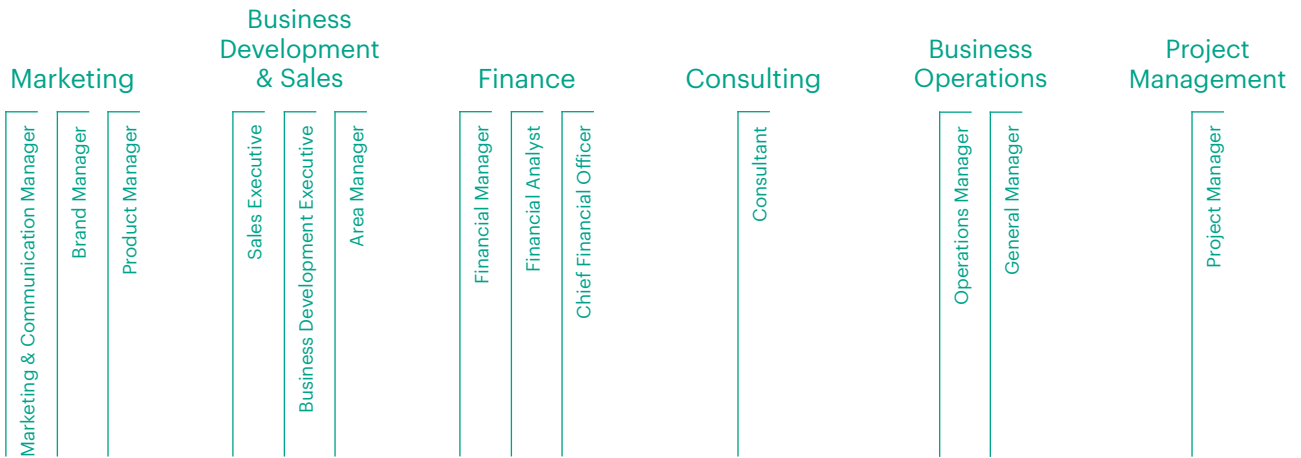 Marketing
Marketing & Communication Manager
Brand Manager
Product Manager
Business
Development
& Sales
Sales Executive
Business Development Executive
Area Manager
Finance
Financial Manager
Financial Analyst
Chief Financial Officer
Consulting
Consultant
Business
Operations
Operations Manager
General Manager
Project
Management
Project Manager